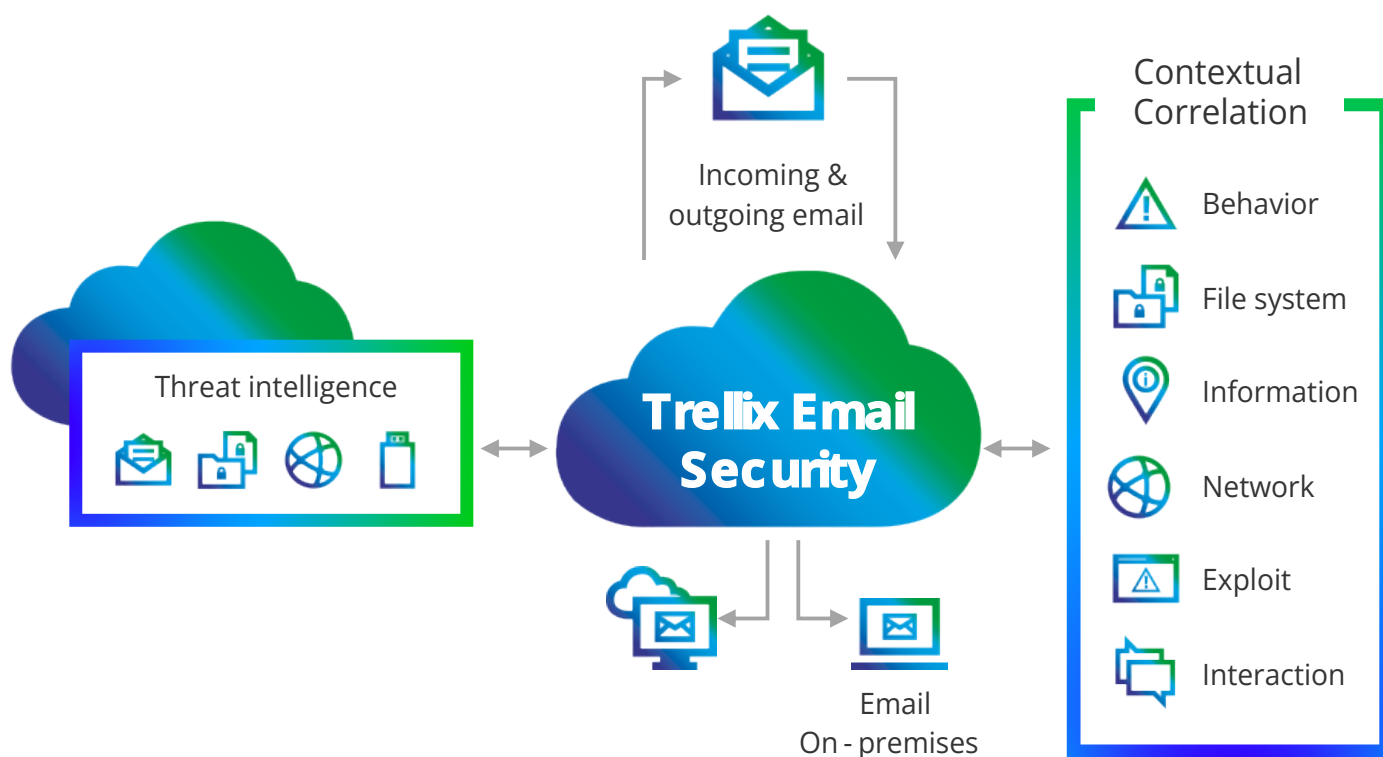 Incoming &
outgoing email
Threat intelligence
Trellix Email
Security
Email
On - premises
Contextual
Correlation
Behavior
File system
Information
Network
Exploit
Interaction